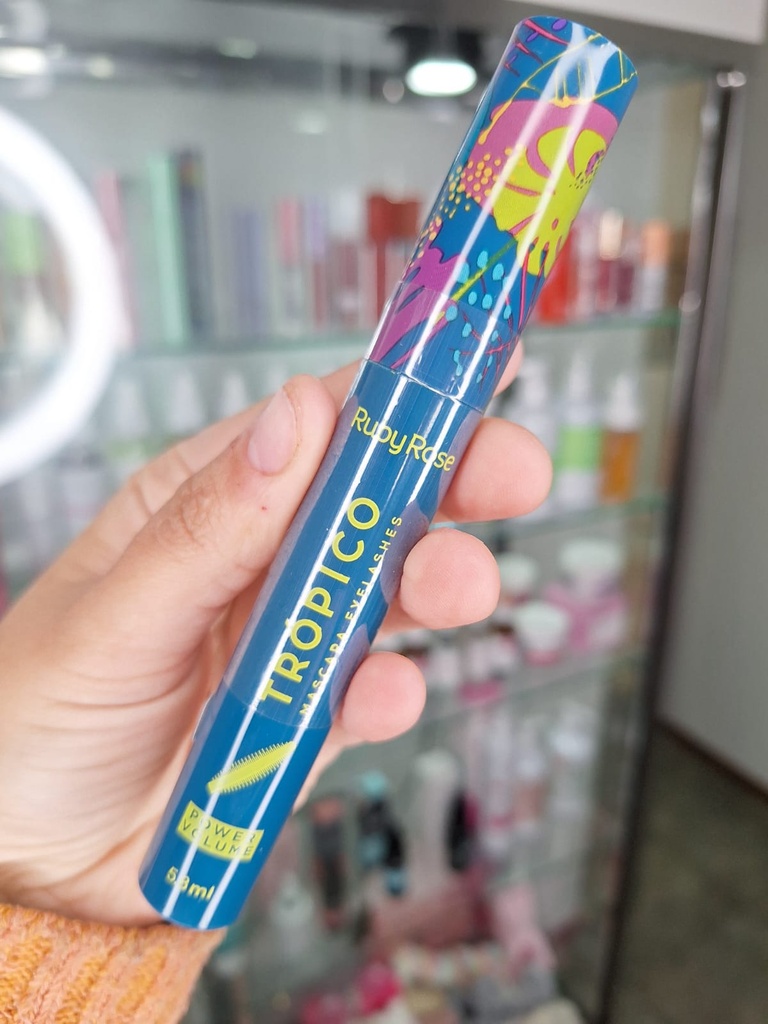 RubyRose
TRÓPICO
MASCARA EYELASHES
POWER
VOLUME